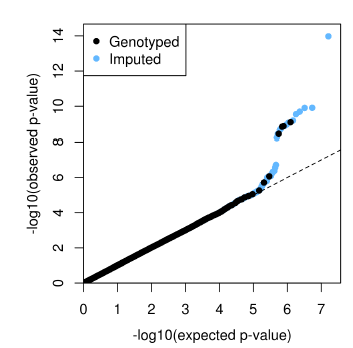 Genotyped
Imputed
14
12
10
8
6
4
2
0
-log10(observed p-value)
0 1 2 3 4 5 6 7
-log10(expected p-value)